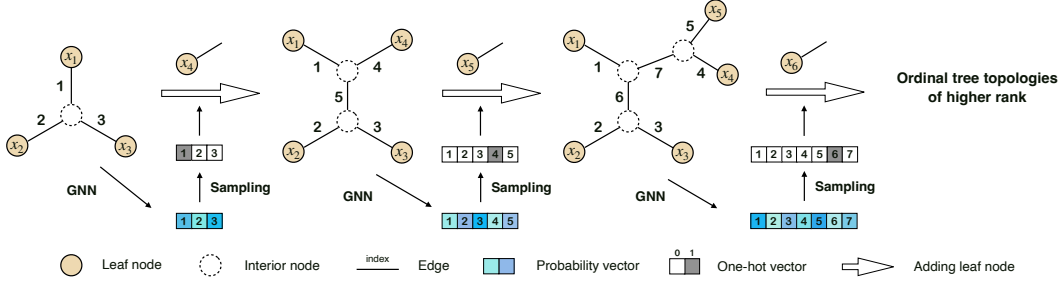 x1
1
2
3
x2
x3
x4
1 2 3
GNN
Sampling
1 2 3
x1
x4
1
4
5
2
3
x2
x3
x5
1 2 3 4 5
GNN
Sampling
1 2 3 4 5
x5
x1
5
1
7
4
x4
6
2
3
x2
x3
x6
1 2 3 4 5 6 7
GNN
Sampling
1 2 3 4 5 6 7
Ordinal tree topologies
of higher rank
Leaf node
Interior node
index
Edge
Probability vector
0 1
One-hot vector
Adding leaf node